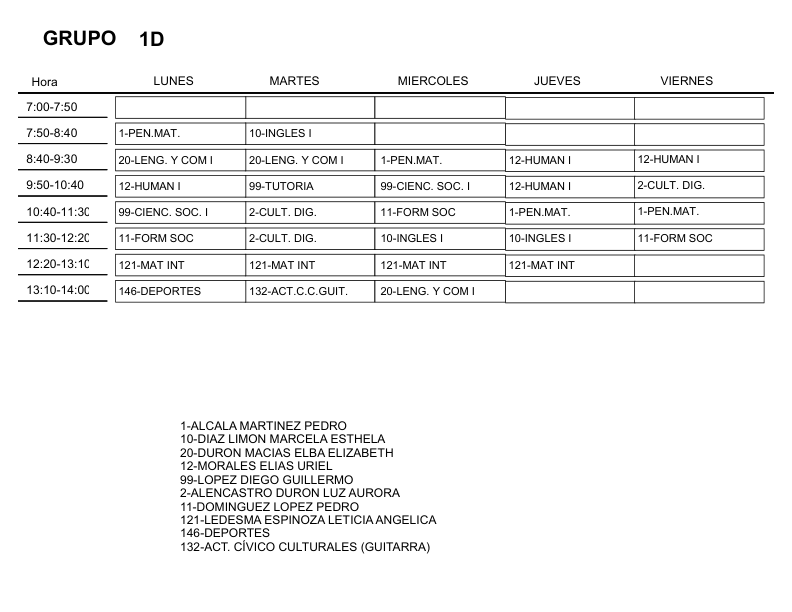 GRUPO 1D
Hora LUNES MARTES MIERCOLES JUEVES VIERNES
7:00-7:50
7:50-8:40 1-PEN.MAT. 10-INGLES I
8:40-9:30 20-LENG. Y COM I 20-LENG. Y COM I 1-PEN.MAT. 12-HUMAN I 12-HUMAN I
9:50-10:40 12-HUMAN I 99-TUTORIA 99-CIENC. SOC. I 12-HUMAN I 2-CULT. DIG.
10:40-11:30 99-CIENC. SOC. I 2-CULT. DIG. 11-FORM SOC 1-PEN.MAT. 1-PEN.MAT.
11:30-12:20 11-FORM SOC 2-CULT. DIG. 10-INGLES I 10-INGLES I 11-FORM SOC
12:20-13:10 121-MAT INT 121-MAT INT 121-MAT INT 121-MAT INT
13:10-14:00 146-DEPORTES 132-ACT.C.C.GUIT. 20-LENG. Y COM I
1-ALCALA MARTINEZ PEDRO
10-DIAZ LIMON MARCELA ESTHELA
20-DURON MACIAS ELBA ELIZABETH
12-MORALES ELIAS URIEL
99-LOPEZ DIEGO GUILLERMO
2-ALENCASTRO DURON LUZ AURORA
11-DOMINGUEZ LOPEZ PEDRO
121-LEDESMA ESPINOZA LETICIA ANGELICA
146-DEPORTES
132-ACT. CÍVICO CULTURALES (GUITARRA)